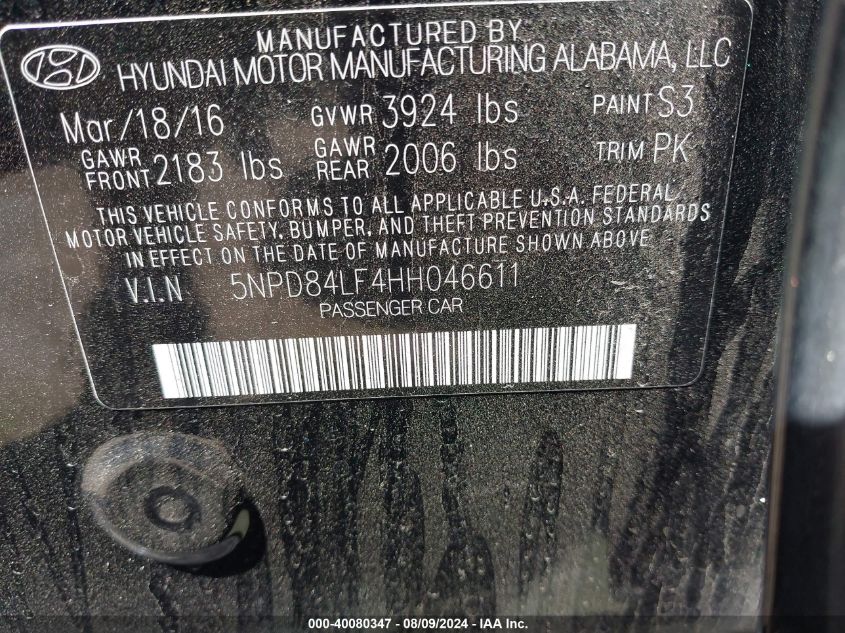 MANUFACTURED BY
HYUNDAI MOTOR MANUFACTURING ALABAMA, LLC
Mar/18/16 GVWR 3924 lbs PAINT S3
GAWR FRONT 2183 lbs GAWR REAR 2006 lbs TRIM PK
THIS VEHICLE CONFORMS TO ALL APPLICABLE U.S.A. FEDERAL
MOTOR VEHICLE SAFETY, BUMPER, AND THEFT PREVENTION STANDARDS
IN EFFECT ON THE DATE OF MANUFACTURE SHOWN ABOVE
V.I.N 5NPD84LF4HH046611
PASSENGER CAR
000-40080347 - 08/09/2024 - IAA Inc.